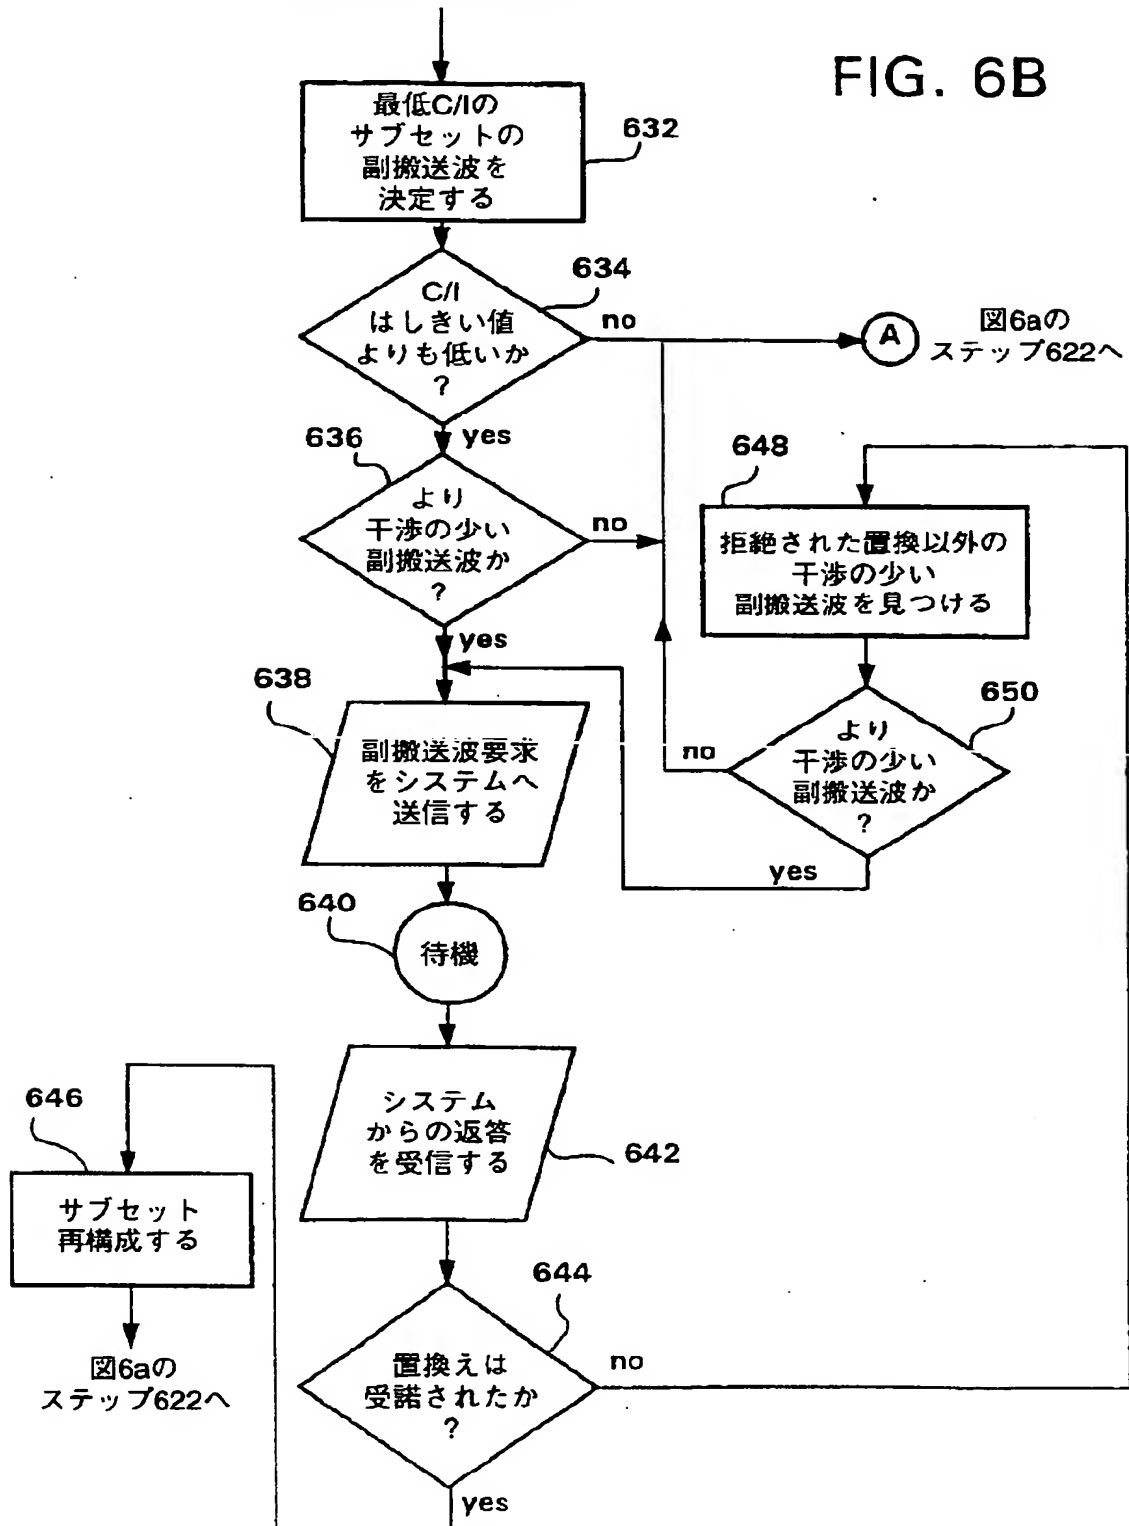 FIG. 6B
最低C/Iの
サブセットの
副搬送波を
決定する
632
634
C/I
はしきい値
よりも低いか
?
no
A
図6aの
ステップ622へ
yes
636
より
干渉の少い
副搬送波か
?
no
648
拒絶された置換以外の
干渉の少い
副搬送波を見つける
yes
638
副搬送波要求
をシステムへ
送信する
650
より
干渉の少い
副搬送波か
?
no
yes
640
待機
システム
からの返答
を受信する
642
646
サブセット
再構成する
図6aの
ステップ622へ
644
置換えは
受諾されたか
?
no
yes